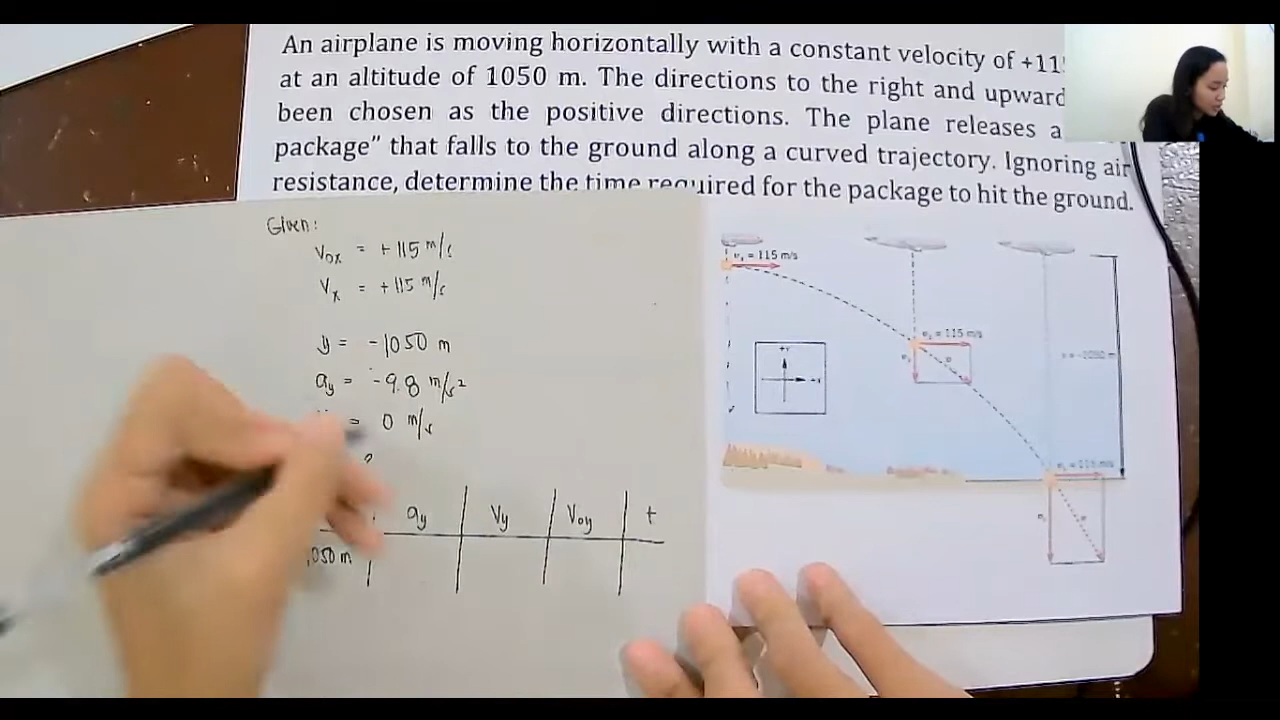 An airplane is moving horizontally with a constant velocity of +11
at an altitude of 1050 m. The directions to the right and upward
been chosen as the positive directions. The plane releases a
package” that falls to the ground along a curved trajectory. Ignoring air
resistance, determine the time required for the package to hit the ground.
Given:
Vox = +115 m/s
Vx = +115 m/s
y = -1050 m
ay = -9.8 m/s²
= 0 m/s
?
ay Vy Voy t
,050 m
= 115 m/s
= 115 m/s
+x